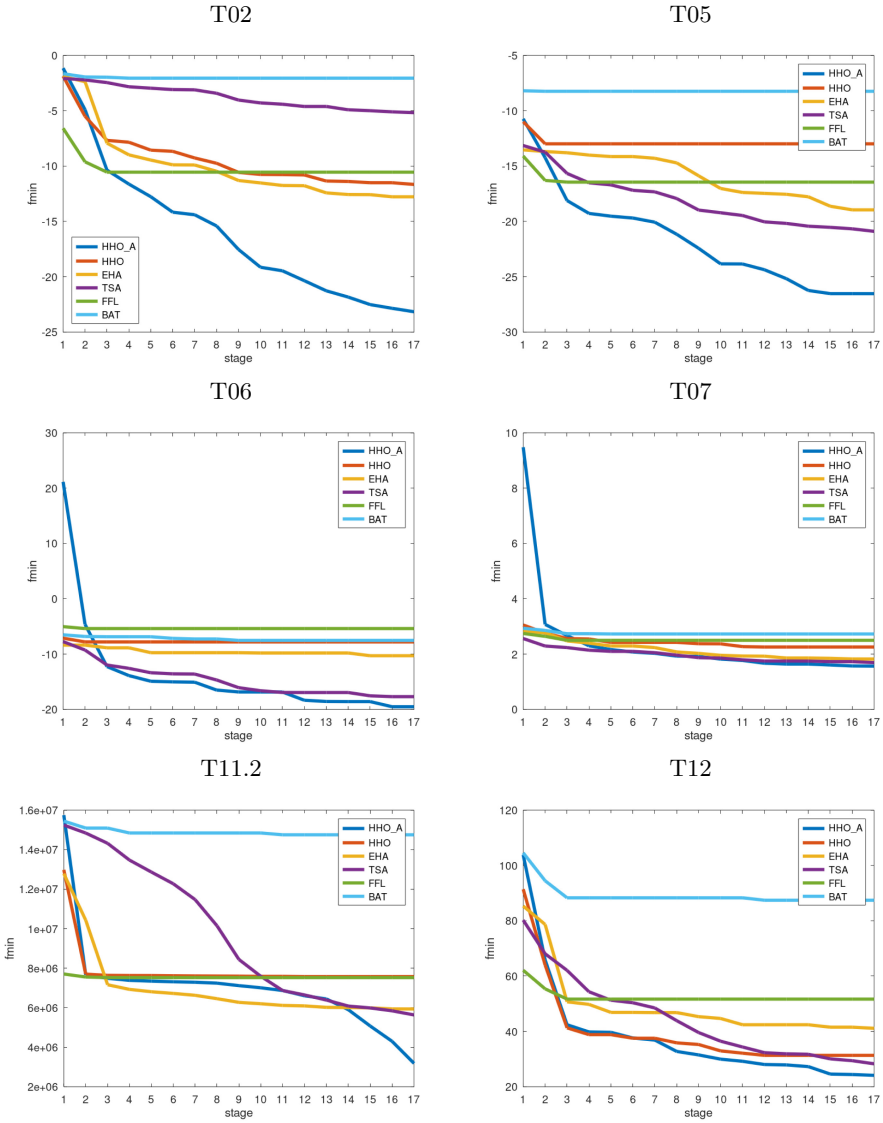 T02
T05
0
-5
-10
-15
-20
-25
fmin
HHO_A
HHO
EHA
TSA
FFL
BAT
1 2 3 4 5 6 7 8 9 10 11 12 13 14 15 16 17
stage
-5
-10
-15
-20
-25
-30
fmin
HHO_A
HHO
EHA
TSA
FFL
BAT
1 2 3 4 5 6 7 8 9 10 11 12 13 14 15 16 17
stage
T06
T07
30
20
10
0
-10
-20
fmin
HHO_A
HHO
EHA
TSA
FFL
BAT
1 2 3 4 5 6 7 8 9 10 11 12 13 14 15 16 17
stage
10
8
6
4
2
0
fmin
HHO_A
HHO
EHA
TSA
FFL
BAT
1 2 3 4 5 6 7 8 9 10 11 12 13 14 15 16 17
stage
T11.2
T12
1.6e+07
1.4e+07
1.2e+07
1e+07
8e+06
6e+06
4e+06
2e+06
fmin
HHO_A
HHO
EHA
TSA
FFL
BAT
1 2 3 4 5 6 7 8 9 10 11 12 13 14 15 16 17
stage
120
100
80
60
40
20
fmin
HHO_A
HHO
EHA
TSA
FFL
BAT
1 2 3 4 5 6 7 8 9 10 11 12 13 14 15 16 17
stage